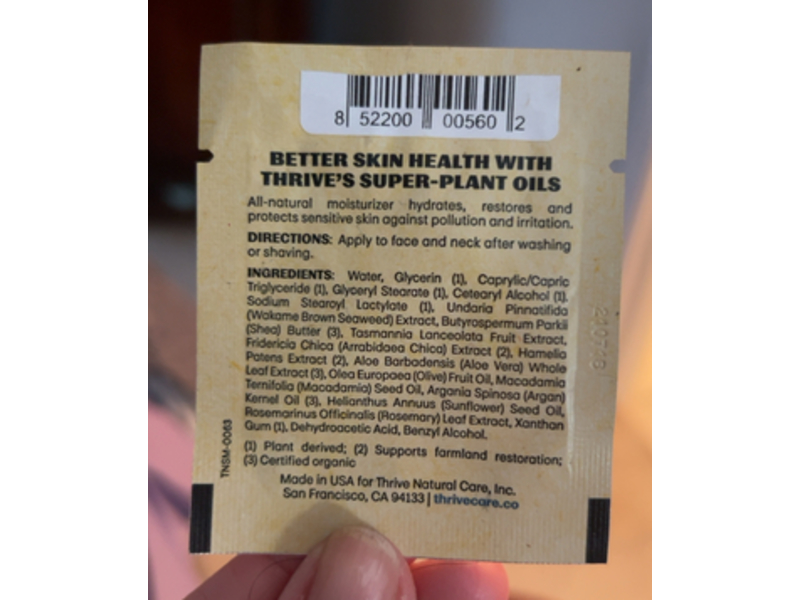 8 52200 00560 2
BETTER SKIN HEALTH WITH
THRIVE'S SUPER-PLANT OILS
All-natural moisturizer hydrates, restores and
protects sensitive skin against pollution and irritation.
DIRECTIONS: Apply to face and neck after washing
or shaving.
INGREDIENTS: Water, Glycerin (1), Caprylic/Capric
Triglyceride (1), Glyceryl Stearate (1), Cetearyl Alcohol (1),
Sodium Stearoyl Lactylate (1), Undaria Pinnatifida
(Wakame Brown Seaweed) Extract, Butyrospermum Parkii
(Shea) Butter (3), Tasmannia Lanceolata Fruit Extract,
Fridericia Chica (Arrabidaea Chica) Extract (2), Hamelia
Patens Extract (2), Aloe Barbadensis (Aloe Vera) Whole
Leaf Extract (3), Olea Europaea (Olive) Fruit Oil, Macadamia
Ternifolia (Macadamia) Seed Oil, Argania Spinosa (Argan)
Kernel Oil (3), Helianthus Annuus (Sunflower) Seed Oil,
Rosemarinus Officinalis (Rosemary) Leaf Extract, Xanthan
Gum (1), Dehydroacetic Acid, Benzyl Alcohol.
(1) Plant derived; (2) Supports farmland restoration;
(3) Certified organic
Made in USA for Thrive Natural Care, Inc.
San Francisco, CA 94133 | thrivecare.co
TNSM-0063